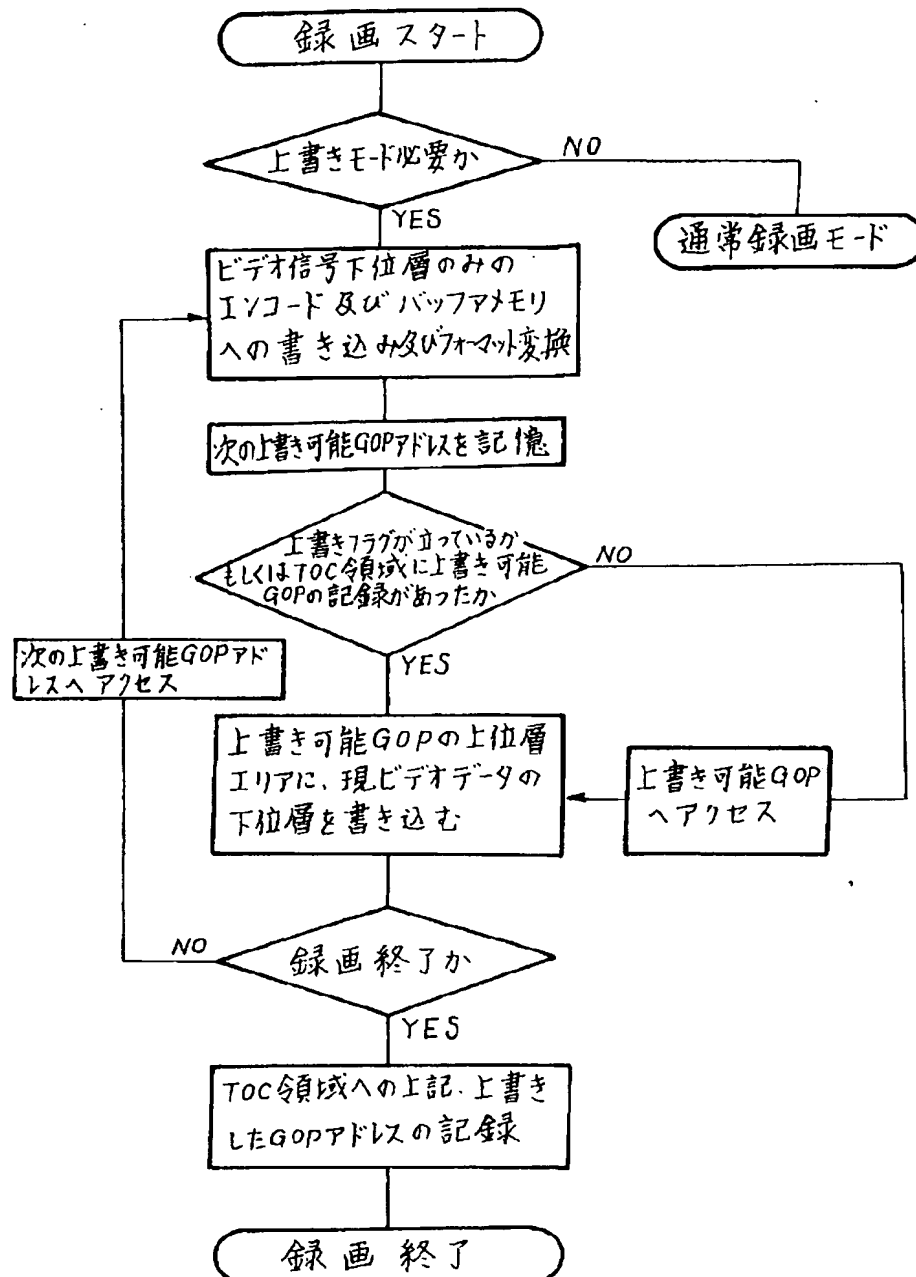 録画スタート
上書きモード必要か
NO
YES
通常録画モード
ビデオ信号下位層のみの
エンコード及びバッファメモリ
への書き込み及びフォーマット変換
次の上書き可能GOPアドレスを記憶
上書きフラグが立っているか
もしくはTOC領域に上書き可能
GOPの記録があったか
NO
YES
次の上書き可能GOPアド
レスへアクセス
上書き可能GOPの上位層
エリアに、現ビデオデータの
下位層を書き込む
上書き可能GOP
へアクセス
録画終了か
NO
YES
TOC領域への上記、上書き
したGOPアドレスの記録
録画終了